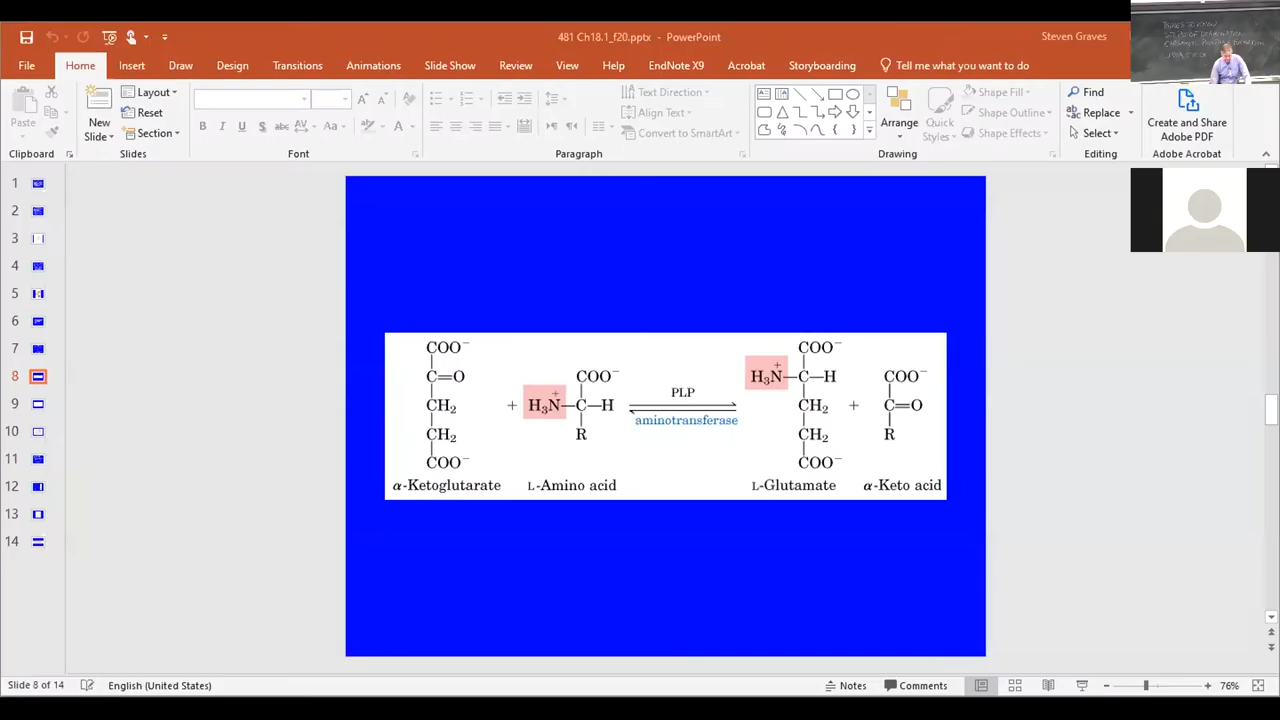 481 Ch18.1_f20.pptx - PowerPoint
Steven Graves
File Home Insert Draw Design Transitions Animations Slide Show Review View Help EndNote X9 Acrobat Storyboarding Tell me what you want to do
Paste
Clipboard
New Slide
Layout
Reset
Section
Slides
B I U S abc AV Aa A
Font
Text Direction
Align Text
Convert to SmartArt
Paragraph
Arrange
Quick Styles
Shape Fill
Shape Outline
Shape Effects
Drawing
Find
Replace
Select
Editing
Create and Share Adobe PDF
Adobe Acrobat
1
2
3
4
5
6
7
8
9
10
11
12
13
14
COO⁻
C=O
CH₂
CH₂
COO⁻
α-Ketoglutarate
+
COO⁻
H₃N⁺—C—H
R
L-Amino acid
PLP
aminotransferase
COO⁻
H₃N⁺—C—H
CH₂
CH₂
COO⁻
L-Glutamate
+
COO⁻
C=O
R
α-Keto acid
Slide 8 of 14 English (United States) Notes Comments 76%